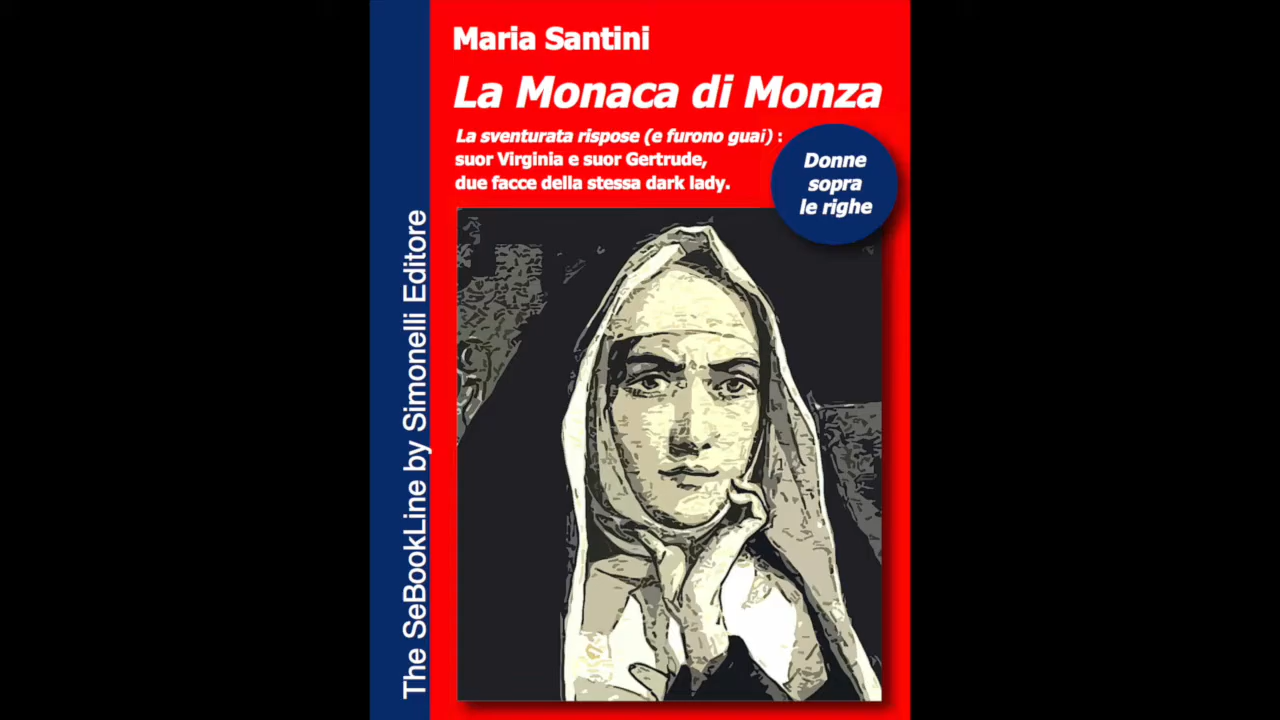 Maria Santini
La Monaca di Monza
La sventurata rispose (e furono guai) :
suor Virginia e suor Gertrude,
due facce della stessa dark lady.
Donne
sopra
le righe
The SeBookLine by Simonelli Editore